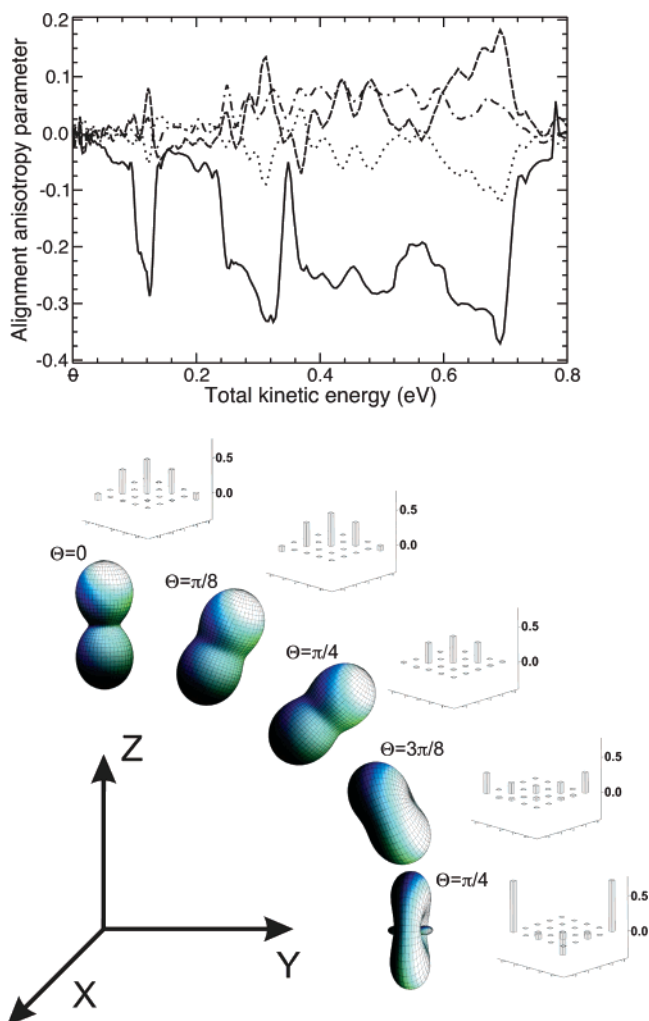 Alignment anisotropy parameter
0.2
0.1
0.0
-0.1
-0.2
-0.3
-0.4
0 0.2 0.4 0.6 0.8
Total kinetic energy (eV)
0.5
0.0
Θ=0
0.5
0.0
Θ=π/8
0.5
0.0
Θ=π/4
0.5
0.0
Θ=3π/8
0.5
0.0
Θ=π/4
Z
Y
X